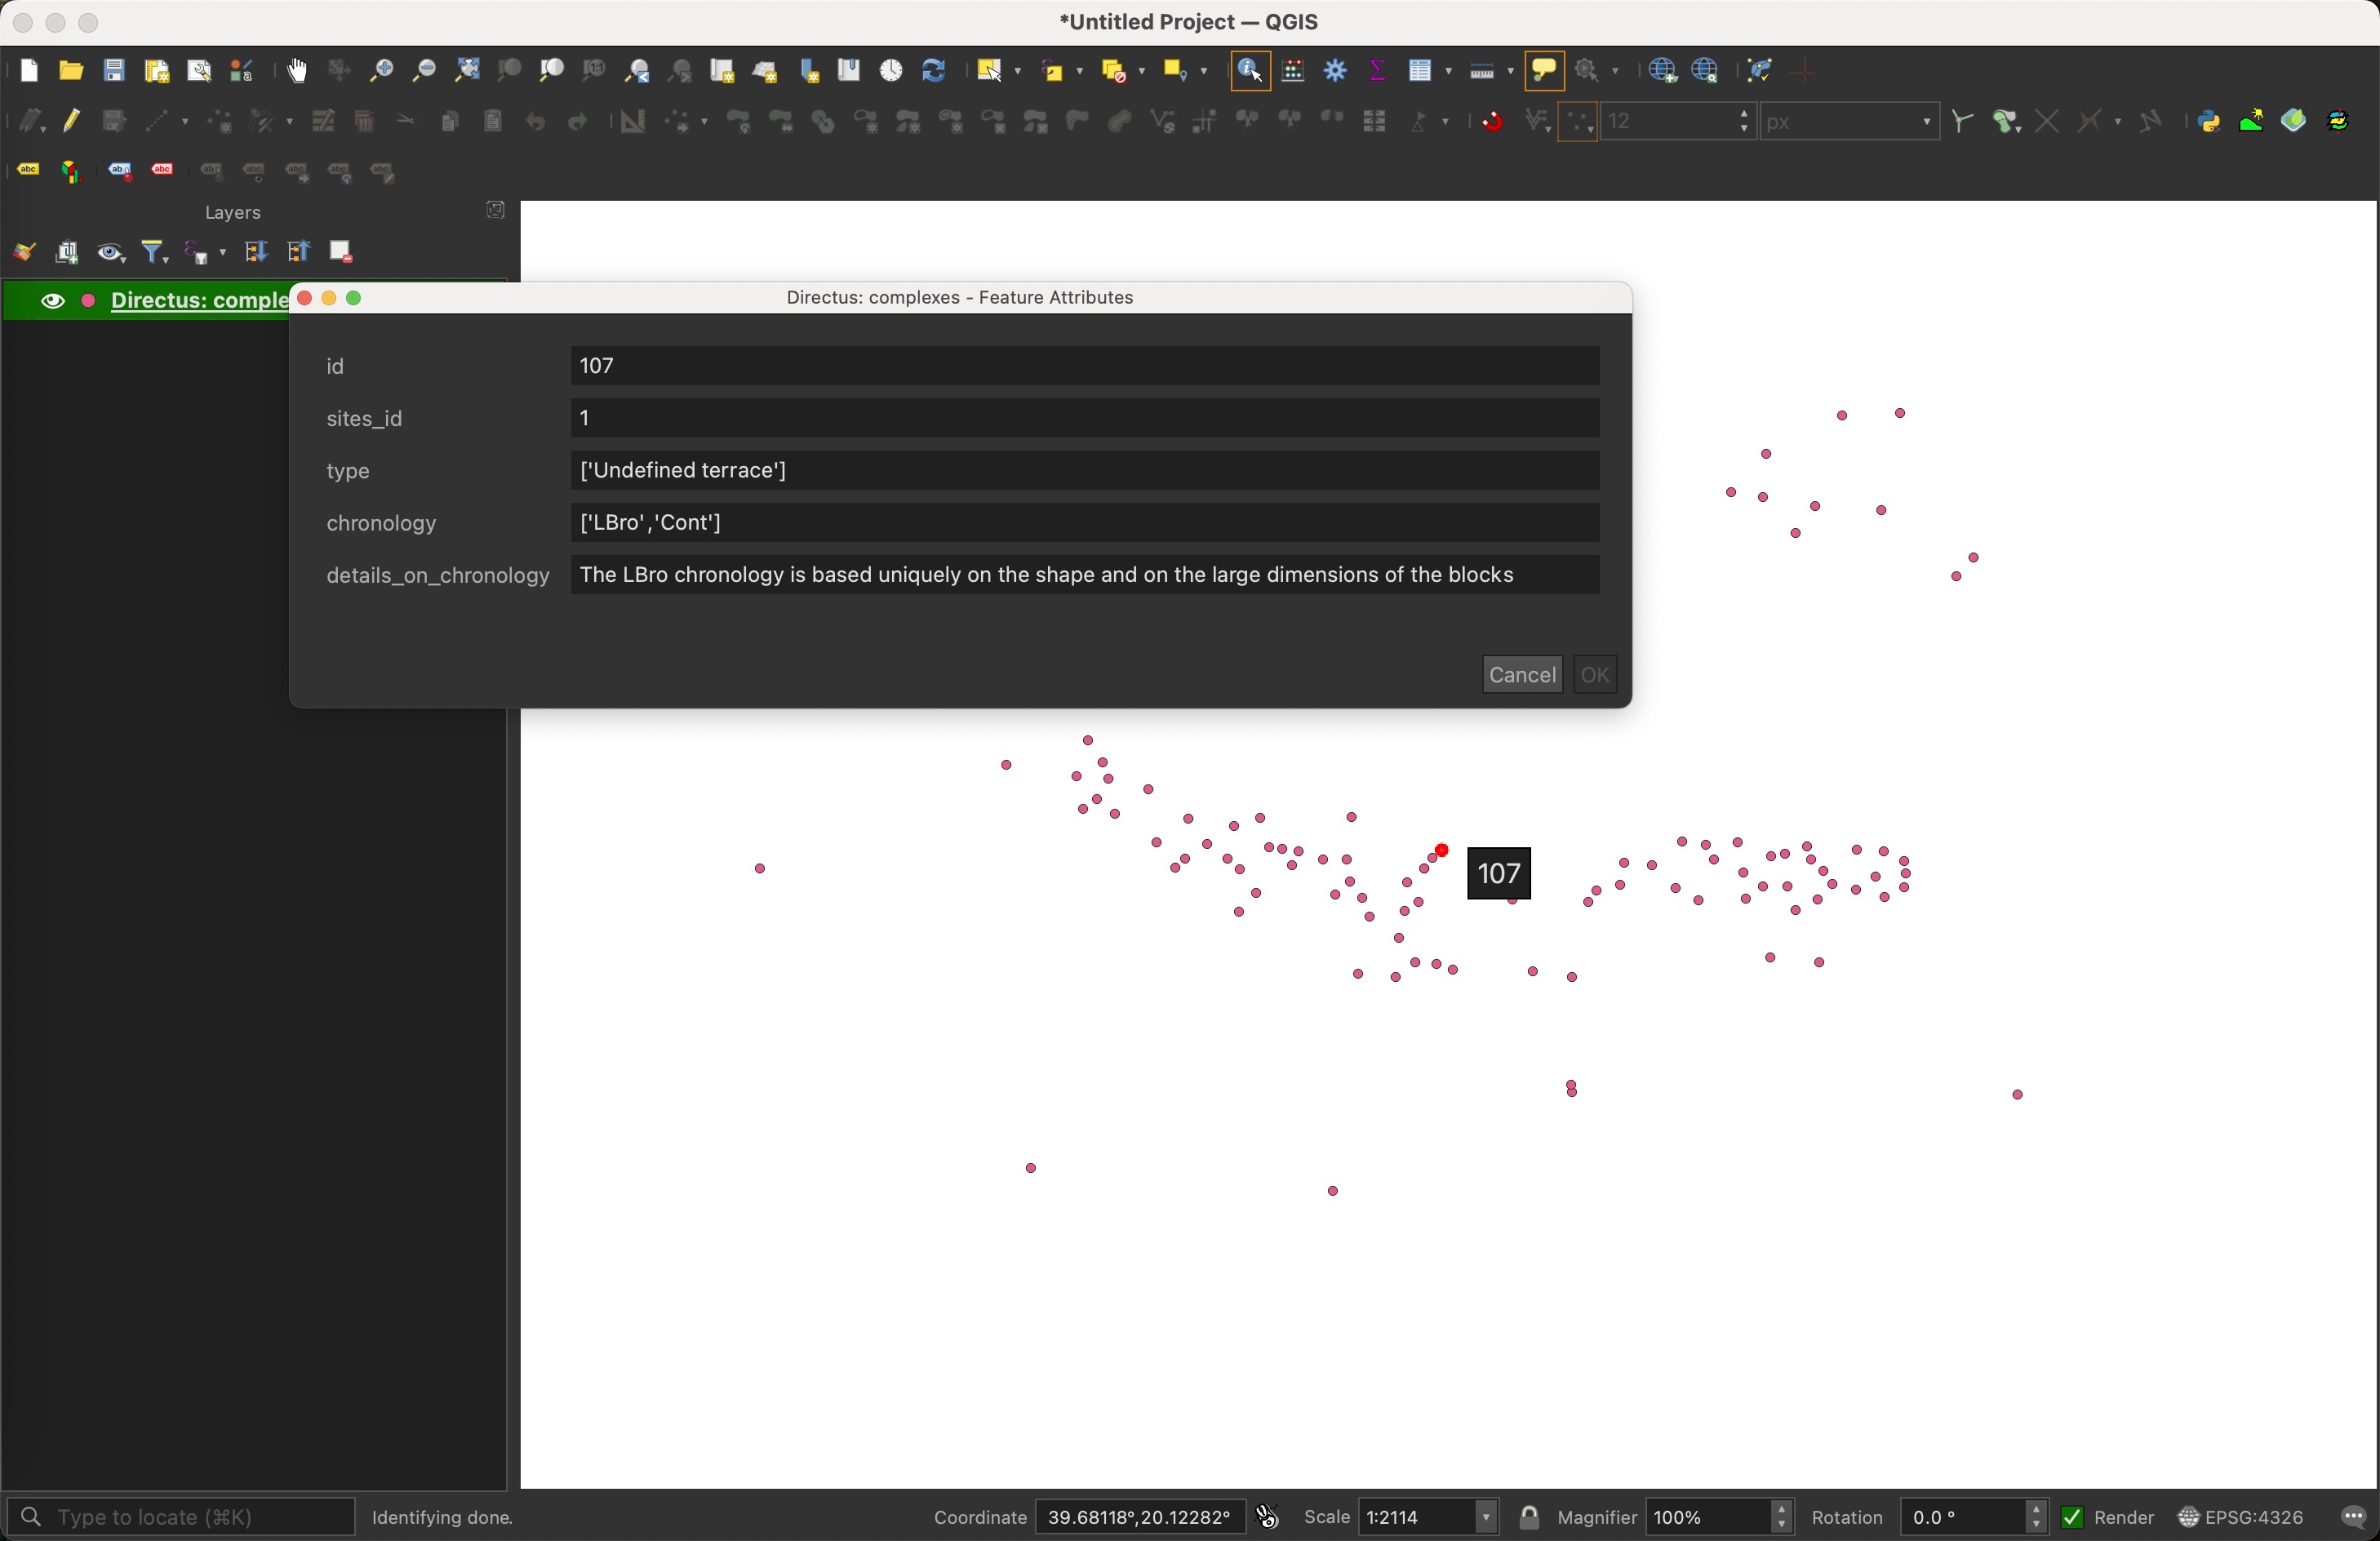 *Untitled Project — QGIS
12
px
abc
ab
abc
Layers
Directus: comple
Directus: complexes - Feature Attributes
id
107
sites_id
1
type
['Undefined terrace']
chronology
['LBro','Cont']
details_on_chronology
The LBro chronology is based uniquely on the shape and on the large dimensions of the blocks
Cancel
OK
107
Type to locate (⌘K)
Identifying done.
Coordinate
39.68118°,20.12282°
Scale
1:2114
Magnifier
100%
Rotation
0.0 °
Render
EPSG:4326